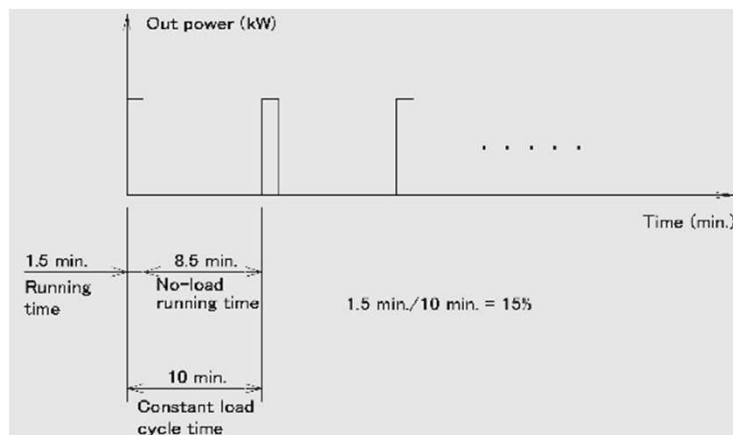 Out power (kW)
Time (min.)
1.5 min.
8.5 min.
Running
time
No-load
running time
1.5 min./10 min. = 15%
10 min.
Constant load
cycle time